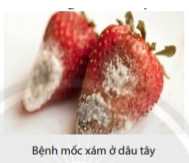 Bệnh mốc xám ở dâu tây